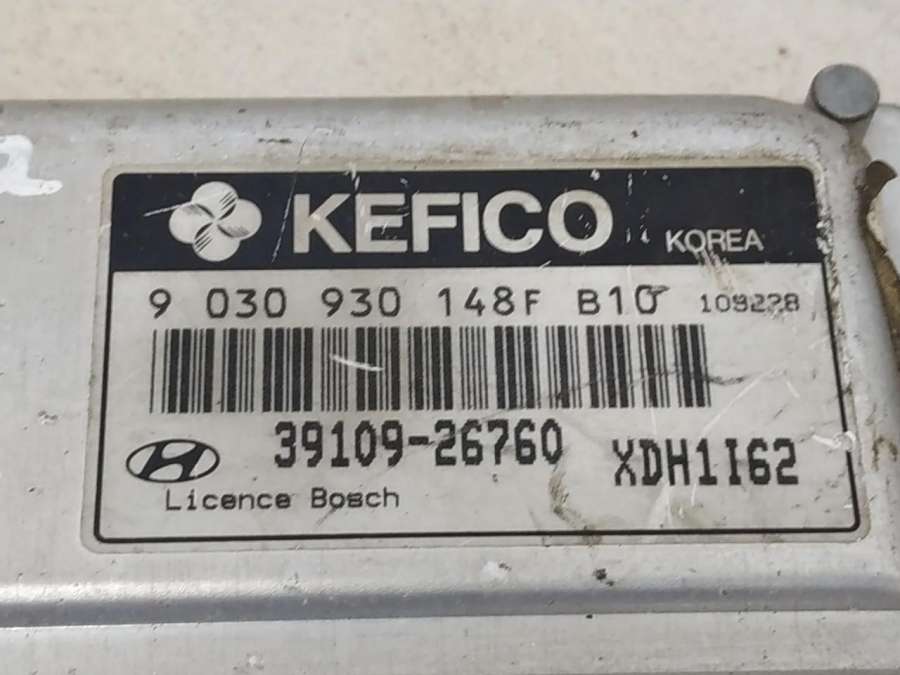 KEFICO KOREA
9 030 930 148F B10 109228
39109-26760 XDH1I62
Licence Bosch